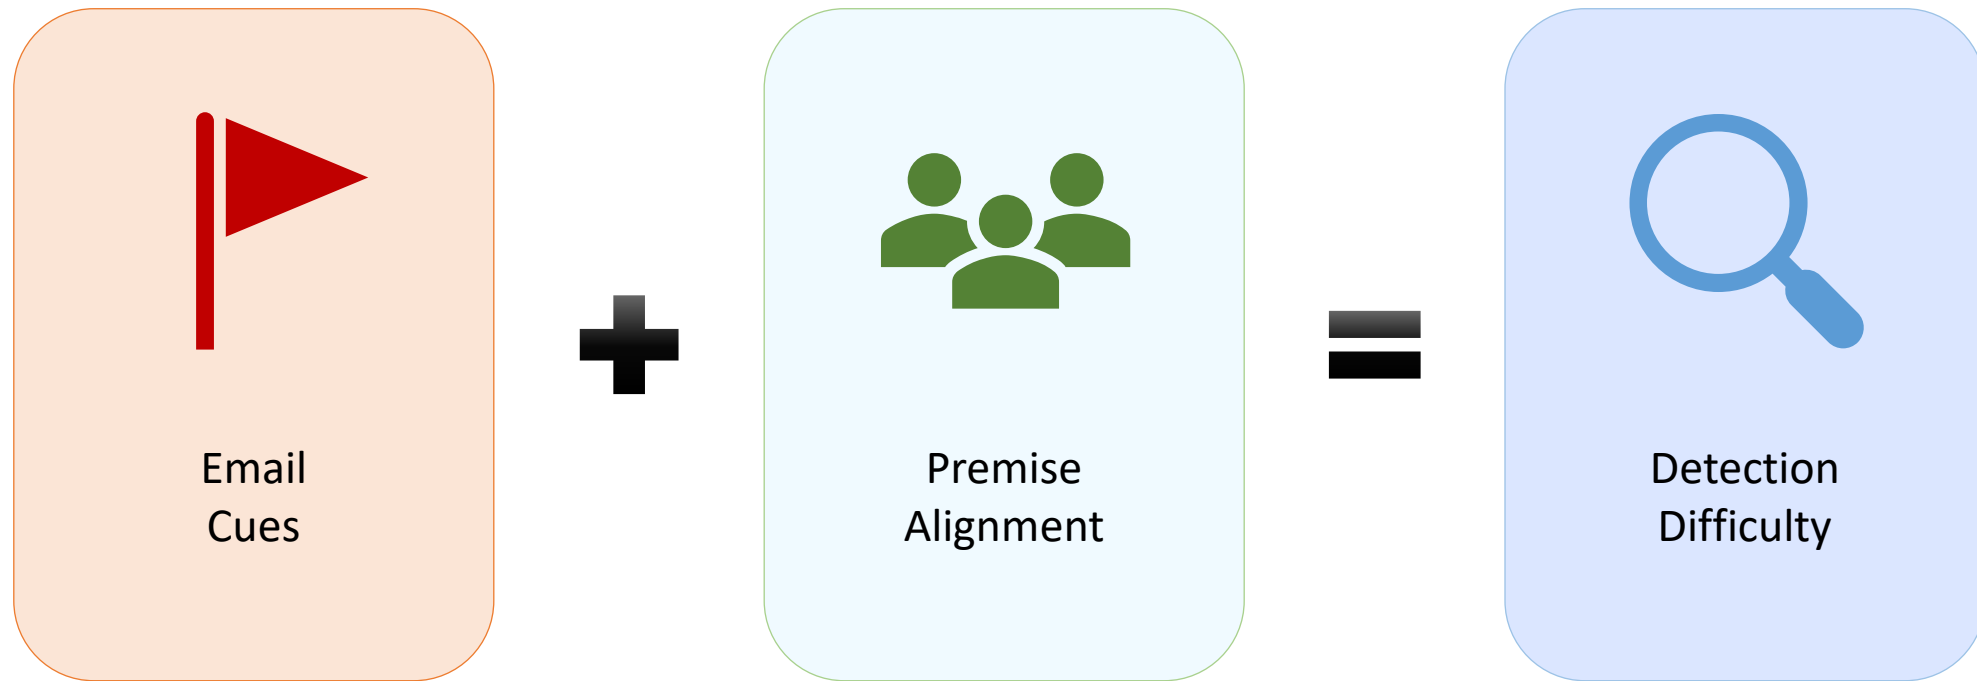 Email
Cues
Premise
Alignment
Detection
Difficulty